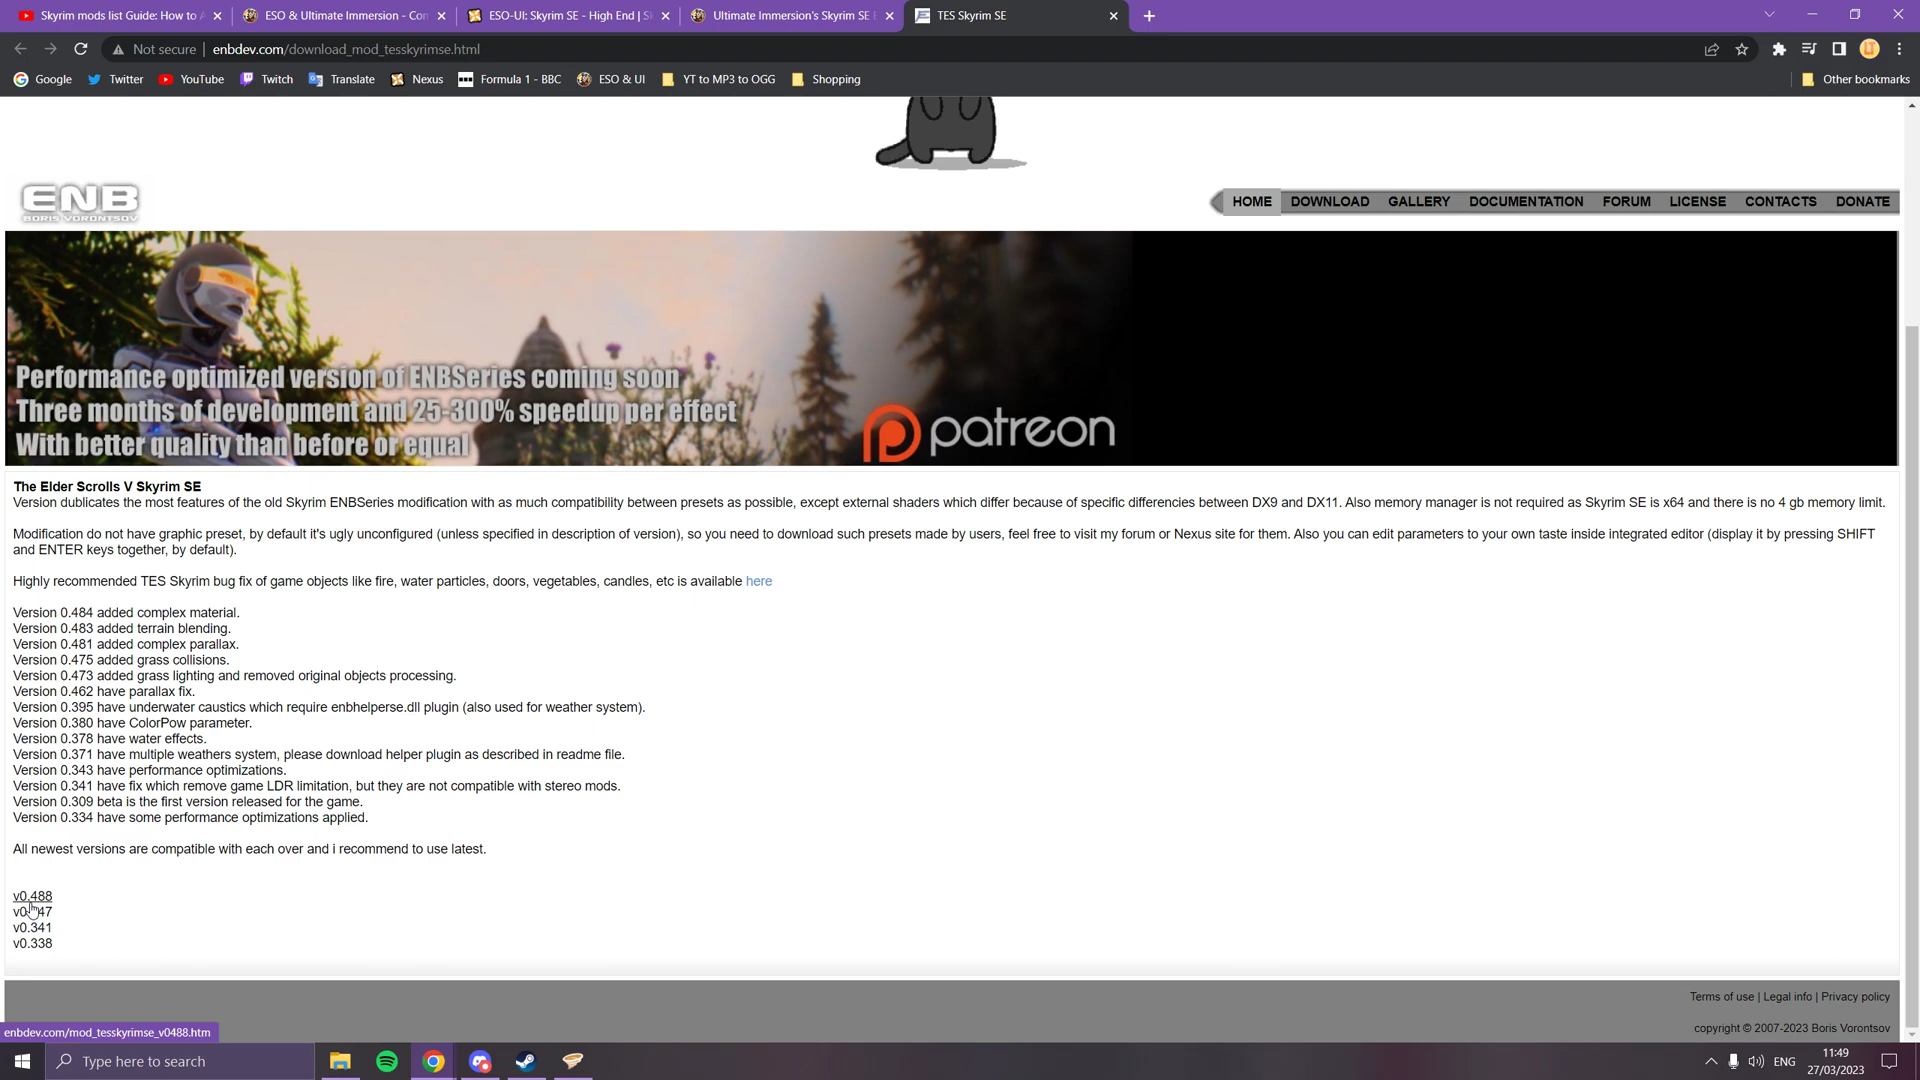 Skyrim mods list Guide: How to A
ESO & Ultimate Immersion - Con
ESO-UI: Skyrim SE - High End | Sk
Ultimate Immersion's Skyrim SE E
TES Skyrim SE
Not secure | enbdev.com/download_mod_tesskyrimse.html
Google Twitter YouTube Twitch Translate Nexus Formula 1 - BBC ESO & UI YT to MP3 to OGG Shopping Other bookmarks
ENB
BORIS VORONTSOV
HOME DOWNLOAD GALLERY DOCUMENTATION FORUM LICENSE CONTACTS DONATE
Performance optimized version of ENBSeries coming soon
Three months of development and 25-300% speedup per effect
With better quality than before or equal
patreon
The Elder Scrolls V Skyrim SE
Version dublicates the most features of the old Skyrim ENBSeries modification with as much compatibility between presets as possible, except external shaders which differ because of specific differencies between DX9 and DX11. Also memory manager is not required as Skyrim SE is x64 and there is no 4 gb memory limit.
Modification do not have graphic preset, by default it's ugly unconfigured (unless specified in description of version), so you need to download such presets made by users, feel free to visit my forum or Nexus site for them. Also you can edit parameters to your own taste inside integrated editor (display it by pressing SHIFT
and ENTER keys together, by default).
Highly recommended TES Skyrim bug fix of game objects like fire, water particles, doors, vegetables, candles, etc is available here
Version 0.484 added complex material.
Version 0.483 added terrain blending.
Version 0.481 added complex parallax.
Version 0.475 added grass collisions.
Version 0.473 added grass lighting and removed original objects processing.
Version 0.462 have parallax fix.
Version 0.395 have underwater caustics which require enbhelperse.dll plugin (also used for weather system).
Version 0.380 have ColorPow parameter.
Version 0.378 have water effects.
Version 0.371 have multiple weathers system, please download helper plugin as described in readme file.
Version 0.343 have performance optimizations.
Version 0.341 have fix which remove game LDR limitation, but they are not compatible with stereo mods.
Version 0.309 beta is the first version released for the game.
Version 0.334 have some performance optimizations applied.
All newest versions are compatible with each over and i recommend to use latest.
v0.488
v0.341
v0.338
Terms of use | Legal info | Privacy policy
copyright © 2007-2023 Boris Vorontsov
enbdev.com/mod_tesskyrimse_v0488.htm
Type here to search
ENG
11:49
27/03/2023